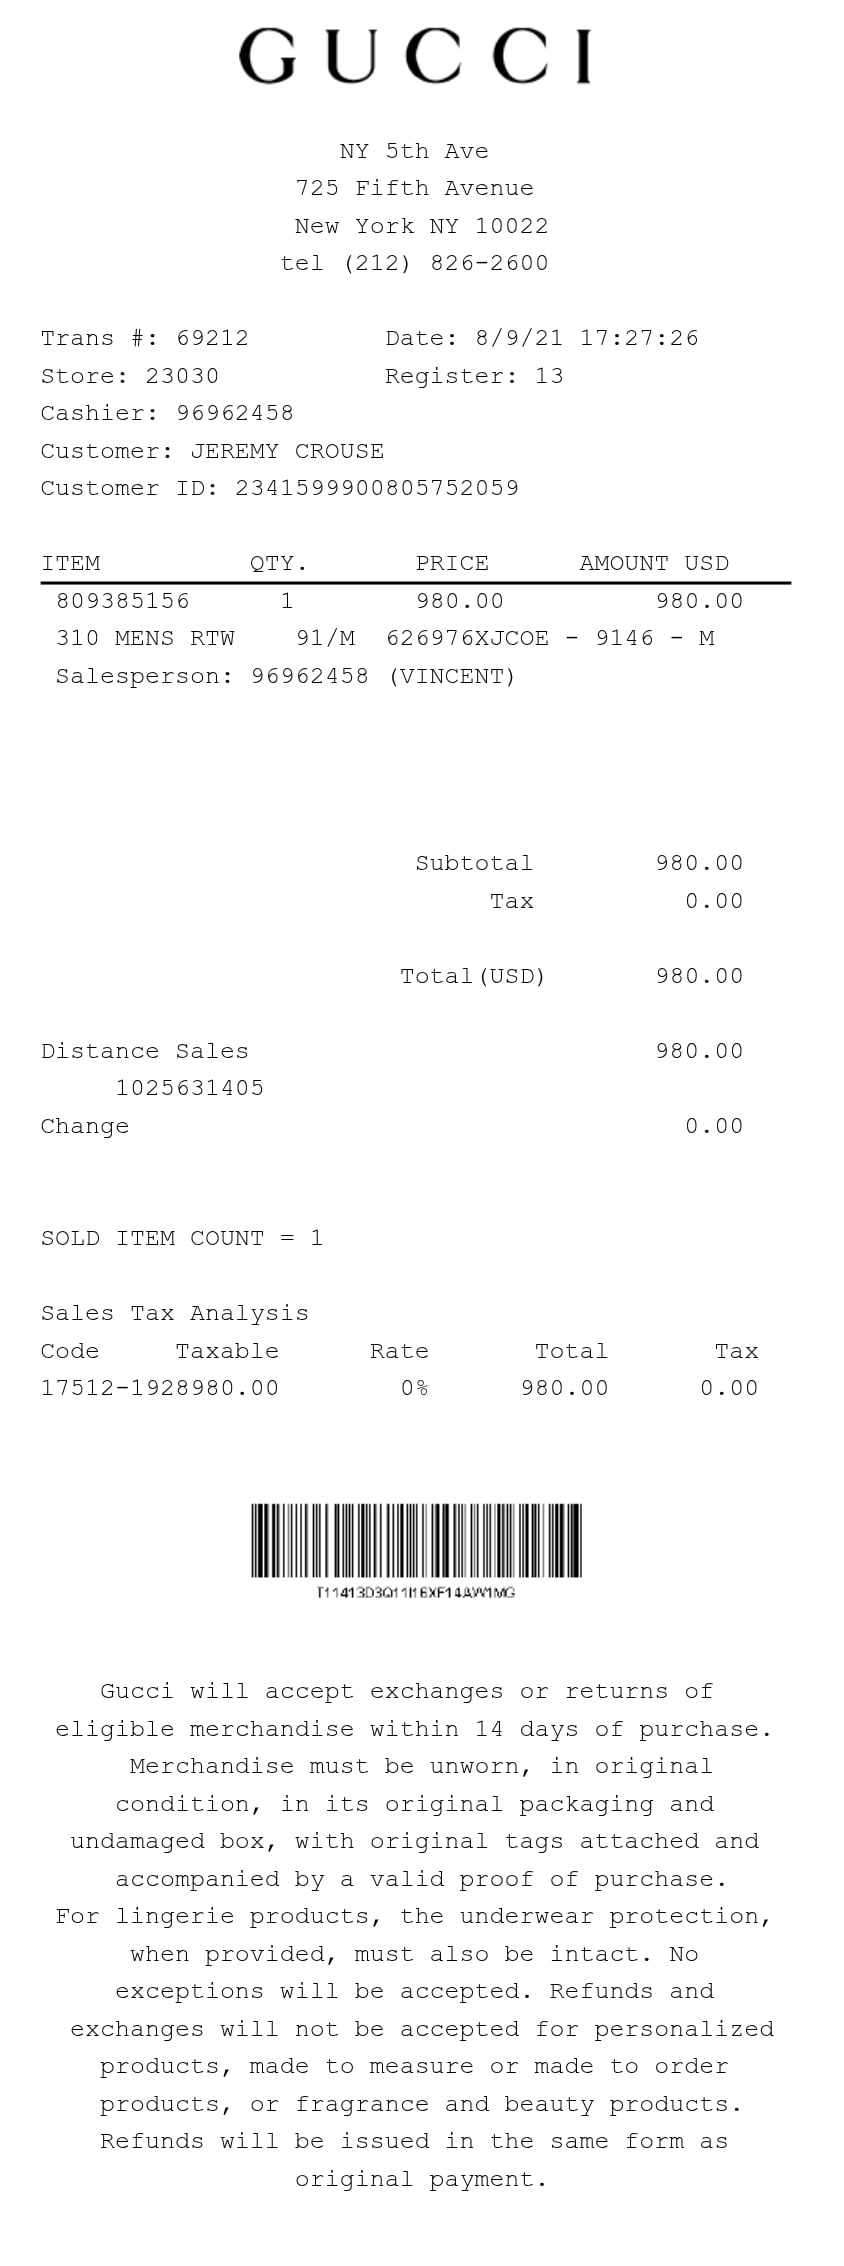 GUCCI
NY 5th Ave
725 Fifth Avenue
New York NY 10022
tel (212) 826-2600
Trans #: 69212 Date: 8/9/21 17:27:26
Store: 23030 Register: 13
Cashier: 96962458
Customer: JEREMY CROUSE
Customer ID: 2341599900805752059
ITEM QTY. PRICE AMOUNT USD
809385156 1 980.00 980.00
310 MENS RTW 91/M 626976XJCOE - 9146 - M
Salesperson: 96962458 (VINCENT)
Subtotal 980.00
Tax 0.00
Total(USD) 980.00
Distance Sales 980.00
1025631405
Change 0.00
SOLD ITEM COUNT = 1
Sales Tax Analysis
Code Taxable Rate Total Tax
17512-1928980.00 0% 980.00 0.00
Gucci will accept exchanges or returns of
eligible merchandise within 14 days of purchase.
Merchandise must be unworn, in original
condition, in its original packaging and
undamaged box, with original tags attached and
accompanied by a valid proof of purchase.
For lingerie products, the underwear protection,
when provided, must also be intact. No
exceptions will be accepted. Refunds and
exchanges will not be accepted for personalized
products, made to measure or made to order
products, or fragrance and beauty products.
Refunds will be issued in the same form as
original payment.